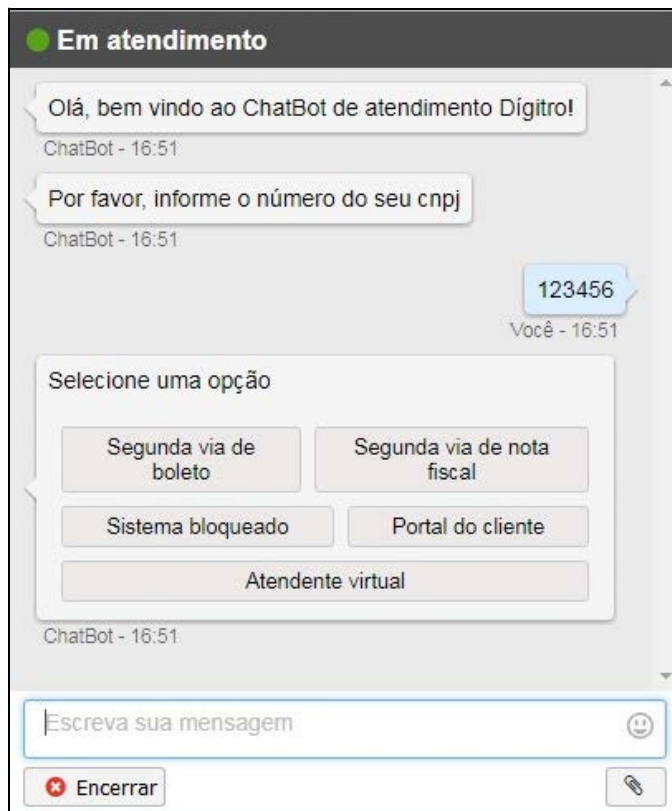 Em atendimento
Olá, bem vindo ao ChatBot de atendimento Dígitro!
ChatBot - 16:51
Por favor, informe o número do seu cnpj
ChatBot - 16:51
123456
Você - 16:51
Selecione uma opção
Segunda via de
boleto
Segunda via de nota
fiscal
Sistema bloqueado
Portal do cliente
Atendente virtual
ChatBot - 16:51
Escreva sua mensagem
Encerrar